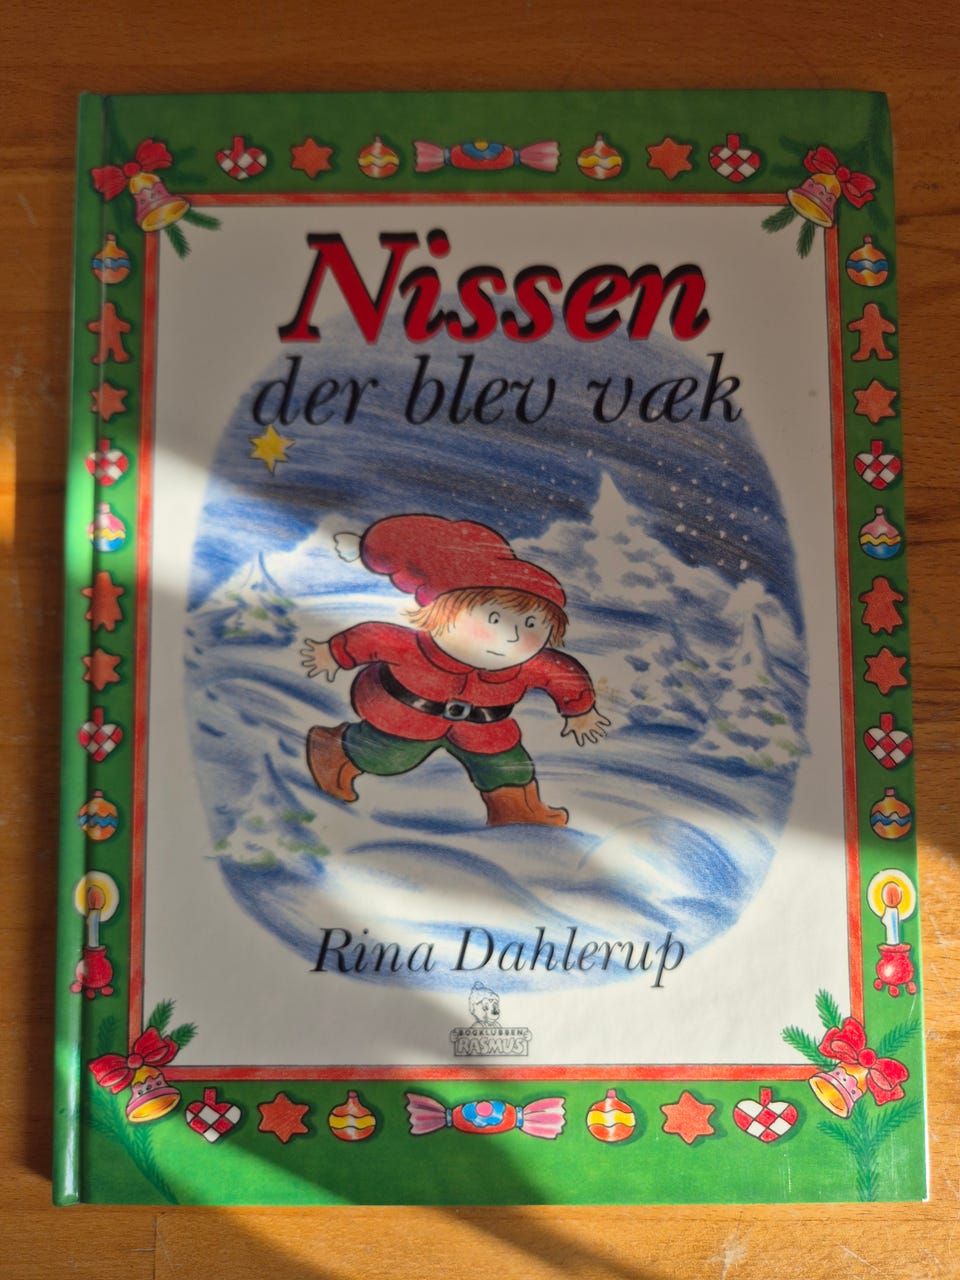 Nissen
der blev væk
Rina Dahlerup
BOGKLUBBEN
RASMUS